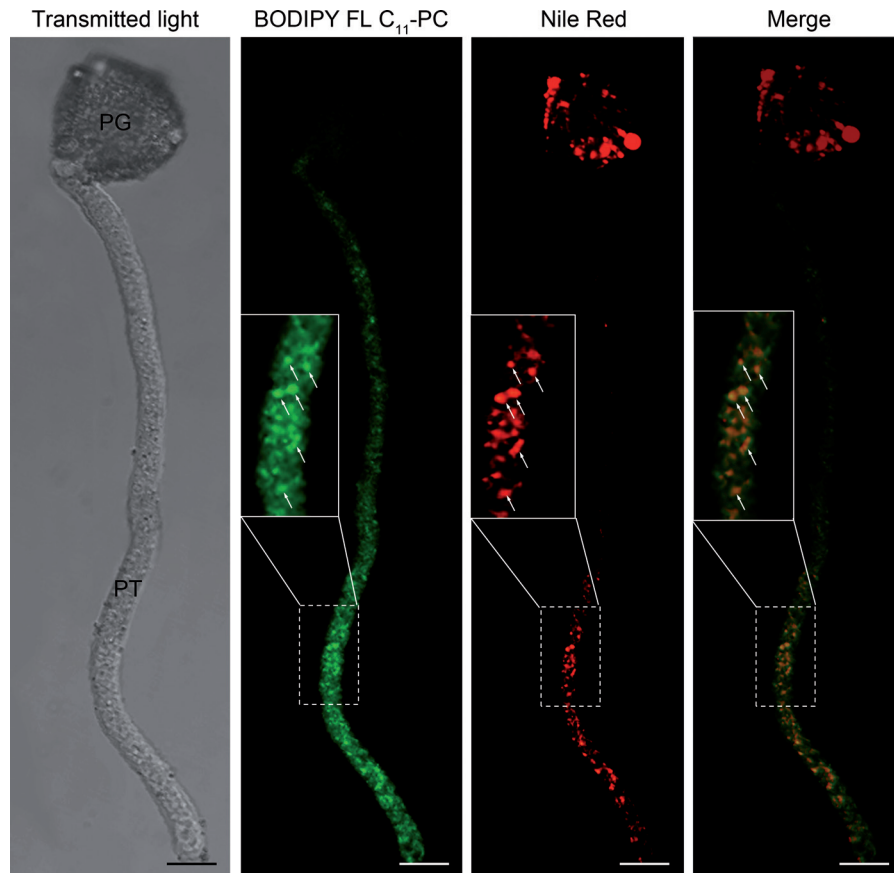 Transmitted light
BODIPY FL C₁₁-PC
Nile Red
Merge
PG
PT